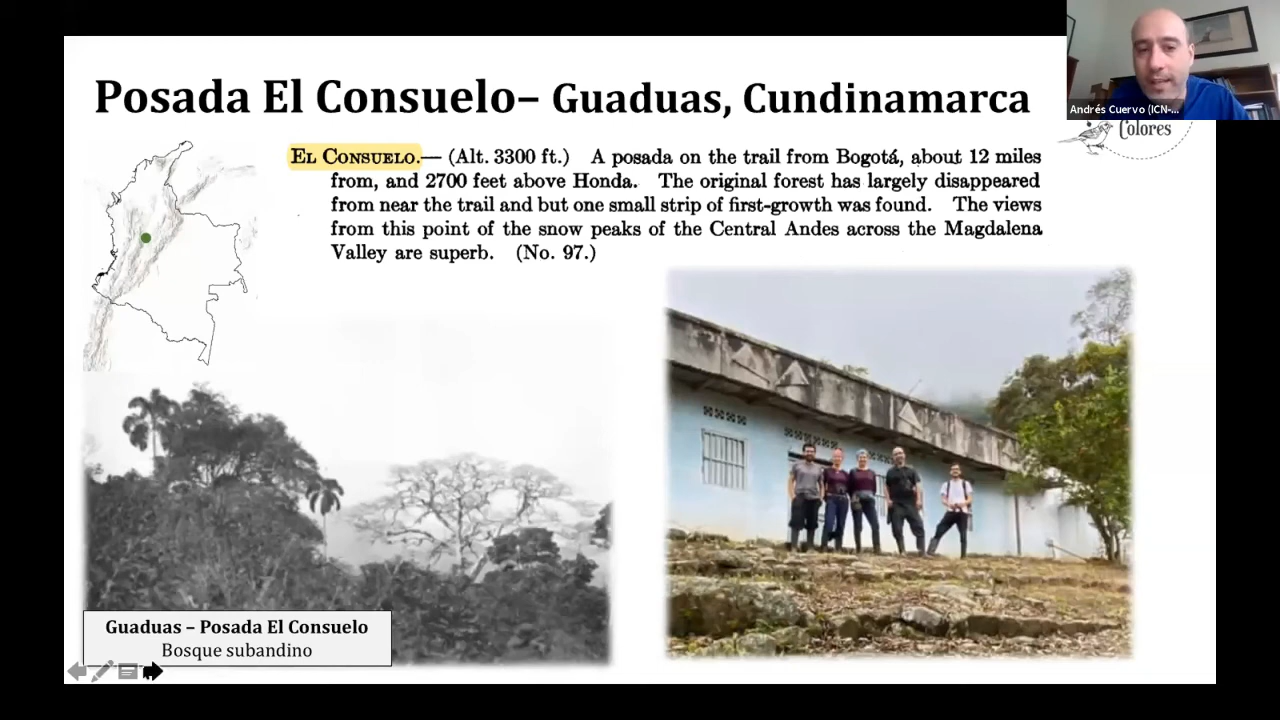 Posada El Consuelo– Guaduas, Cundinamarca
Andrés Cuervo (ICN-...
Colores
EL CONSUELO.— (Alt. 3300 ft.) A posada on the trail from Bogotá, about 12 miles
from, and 2700 feet above Honda. The original forest has largely disappeared
from near the trail and but one small strip of first-growth was found. The views
from this point of the snow peaks of the Central Andes across the Magdalena
Valley are superb. (No. 97.)
Guaduas – Posada El Consuelo
Bosque subandino